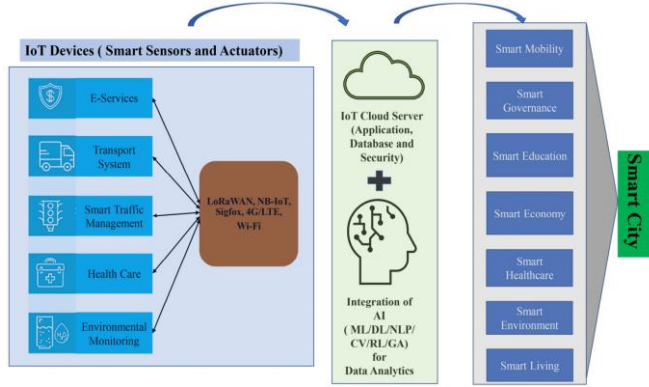 IoT Devices ( Smart Sensors and Actuators)
E-Services
Transport
System
Smart Traffic
Management
Health Care
Environmental
Monitoring
LoRaWAN, NB-IoT,
Sigfox, 4G/LTE,
Wi-Fi
IoT Cloud Server
(Application,
Database and
Security)
Integration of
AI
( ML/DL/NLP/
CV/RL/GA)
for
Data Analytics
Smart Mobility
Smart
Governance
Smart Education
Smart Economy
Smart
Healthcare
Smart
Environment
Smart Living
Smart City